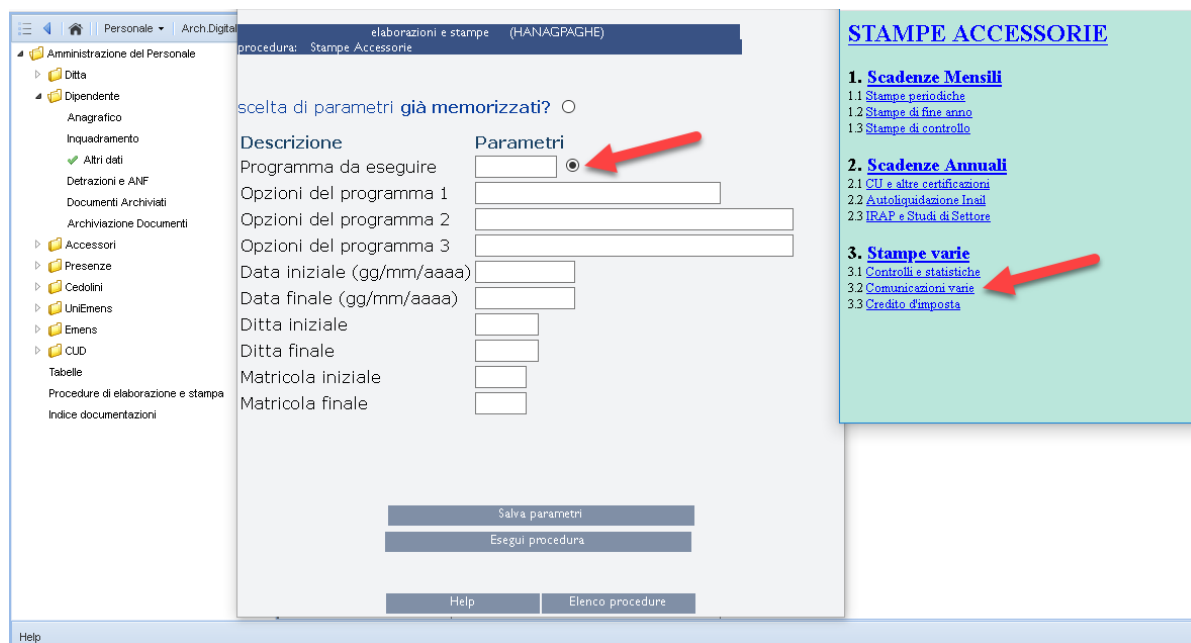 Personale
Arch.Digital
Amministrazione del Personale
Ditta
Dipendente
Anagrafico
Inquadramento
Altri dati
Detrazioni e ANF
Documenti Archiviati
Archiviazione Documenti
Accessori
Presenze
Cedolini
UniEmens
Emens
CUD
Tabelle
Procedure di elaborazione e stampa
Indice documentazioni
Help
elaborazioni e stampe (HANAGPAGHE)
procedura: Stampe Accessorie
scelta di parametri già memorizzati?
Descrizione Parametri
Programma da eseguire
Opzioni del programma 1
Opzioni del programma 2
Opzioni del programma 3
Data iniziale (gg/mm/aaaa)
Data finale (gg/mm/aaaa)
Ditta iniziale
Ditta finale
Matricola iniziale
Matricola finale
Salva parametri
Esegui procedura
Help
Elenco procedure
STAMPE ACCESSORIE
1. Scadenze Mensili
1.1 Stampe periodiche
1.2 Stampe di fine anno
1.3 Stampe di controllo
2. Scadenze Annuali
2.1 CU e altre certificazioni
2.2 Autoliquidazione Inail
2.3 IRAP e Studi di Settore
3. Stampe varie
3.1 Controlli e statistiche
3.2 Comunicazioni varie
3.3 Credito d'imposta